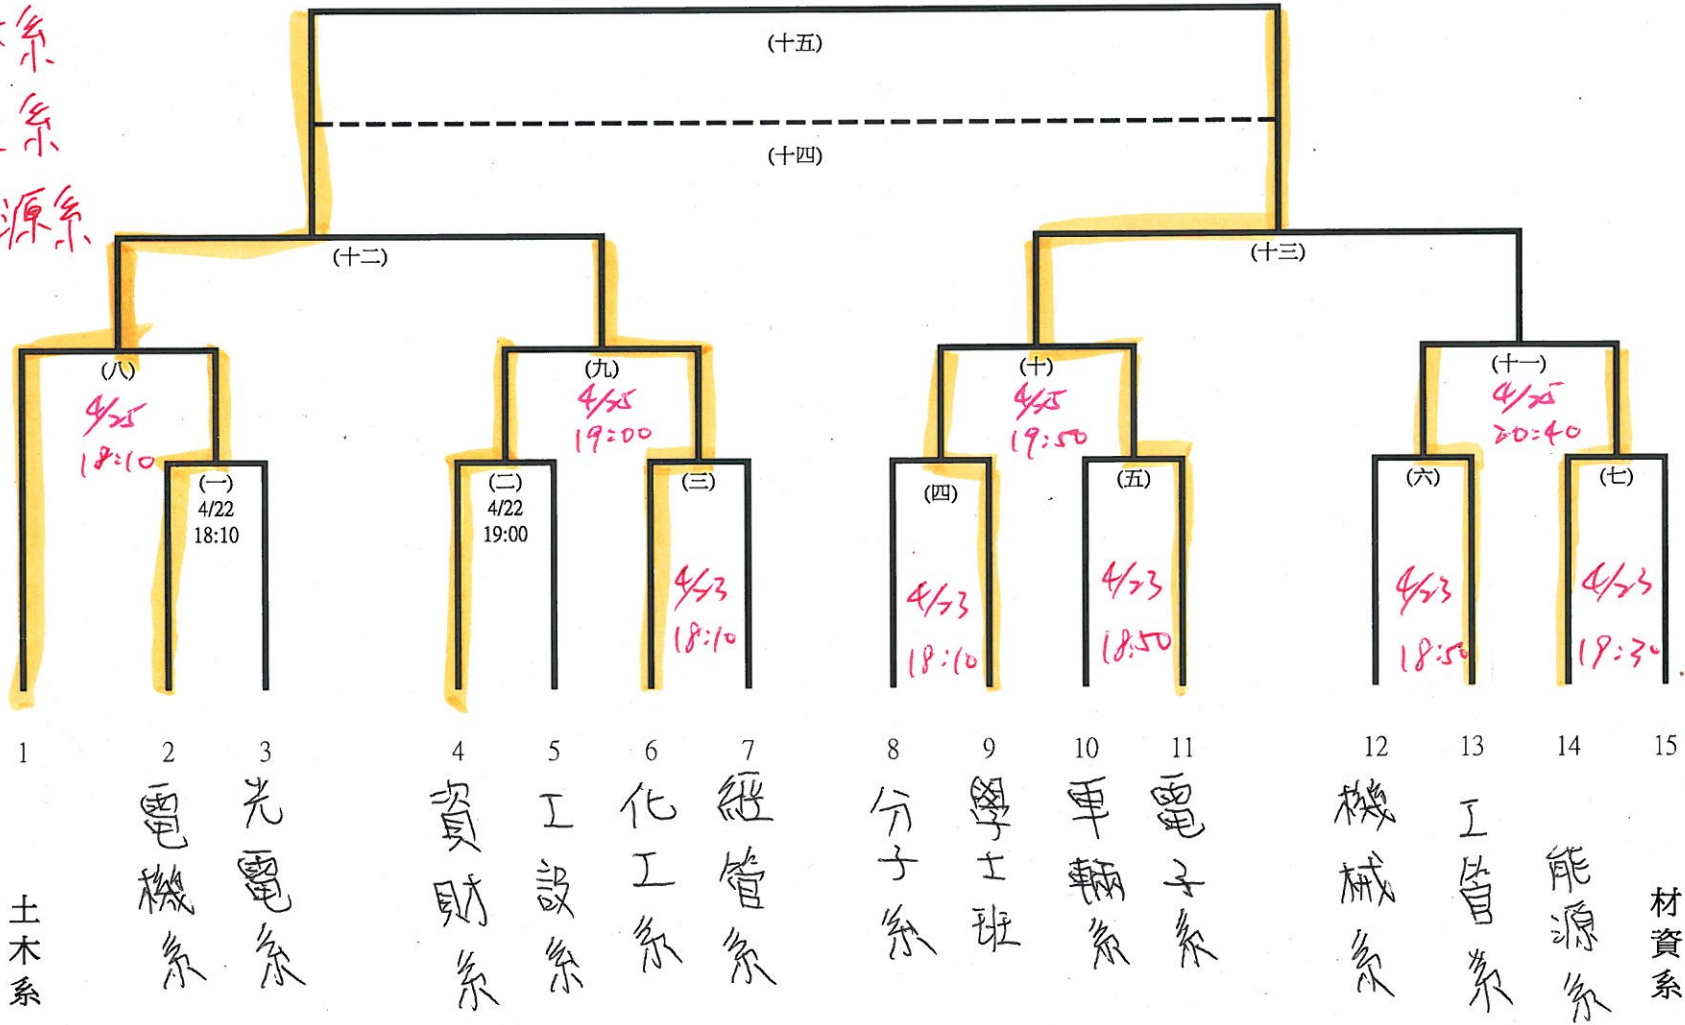 系
(十五)
系
(十四)
源系
(十二)
(十三)
(八)
(九)
(十)
(十一)
4/25
4/25
4/25
4/25
18:10
19:00
19:50
20:40
(一)
(二)
(三)
(四)
(五)
(六)
(七)
4/22
4/22
18:10
19:00
4/23
4/23
4/23
4/23
4/23
18:10
18:10
18:50
18:50
19:30
1 2 3 4 5 6 7 8 9 10 11 12 13 14 15
土木系
電機系
光電系
資財系
工設系
化工系
經管系
分子系
學士班
車輛系
電子系
機械系
工管系
能源系
材資系